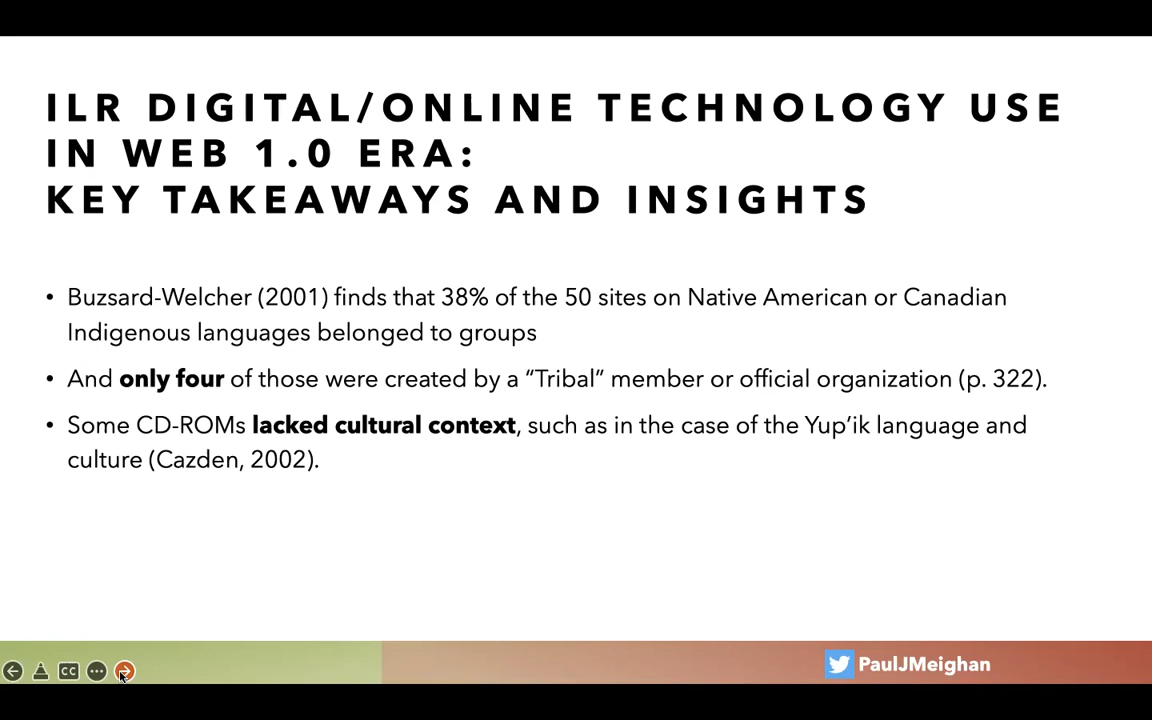 ILR DIGITAL/ONLINE TECHNOLOGY USE
IN WEB 1.0 ERA:
KEY TAKEAWAYS AND INSIGHTS
• Buzsard-Welcher (2001) finds that 38% of the 50 sites on Native American or Canadian
Indigenous languages belonged to groups
• And only four of those were created by a “Tribal” member or official organization (p. 322).
• Some CD-ROMs lacked cultural context, such as in the case of the Yup’ik language and
culture (Cazden, 2002).
CC
PaulJMeighan